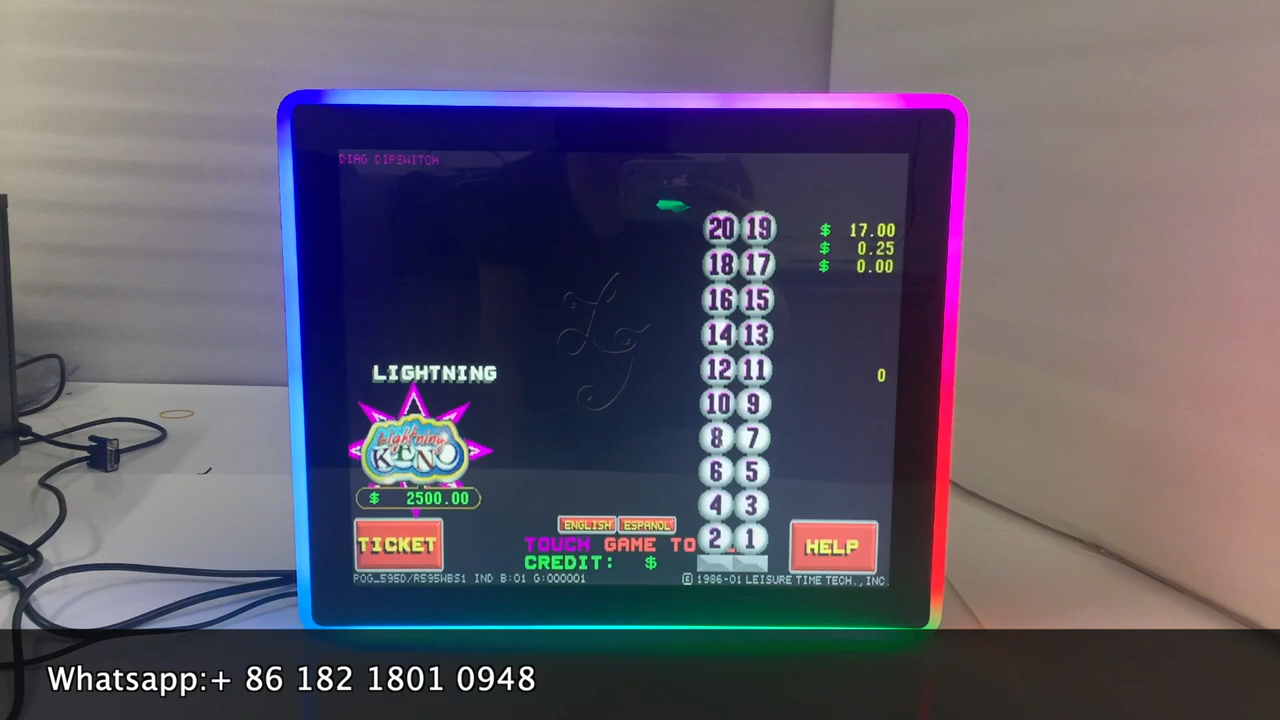 DIAG DIPSWITCH
20 19
18 17
16 15
14 13
12 11
10 9
8 7
6 5
4 3
2 1
$ 17.00
$ 0.25
$ 0.00
0
LIGHTNING
Lightning
KENO
$ 2500.00
TICKET
ENGLISH ESPANOL
TOUCH GAME TO
CREDIT: $
HELP
POG_595D/R595WBS1 IND B:01 G:000001
1986-01 LEISURE TIME TECH., INC.
Whatsapp:+ 86 182 1801 0948